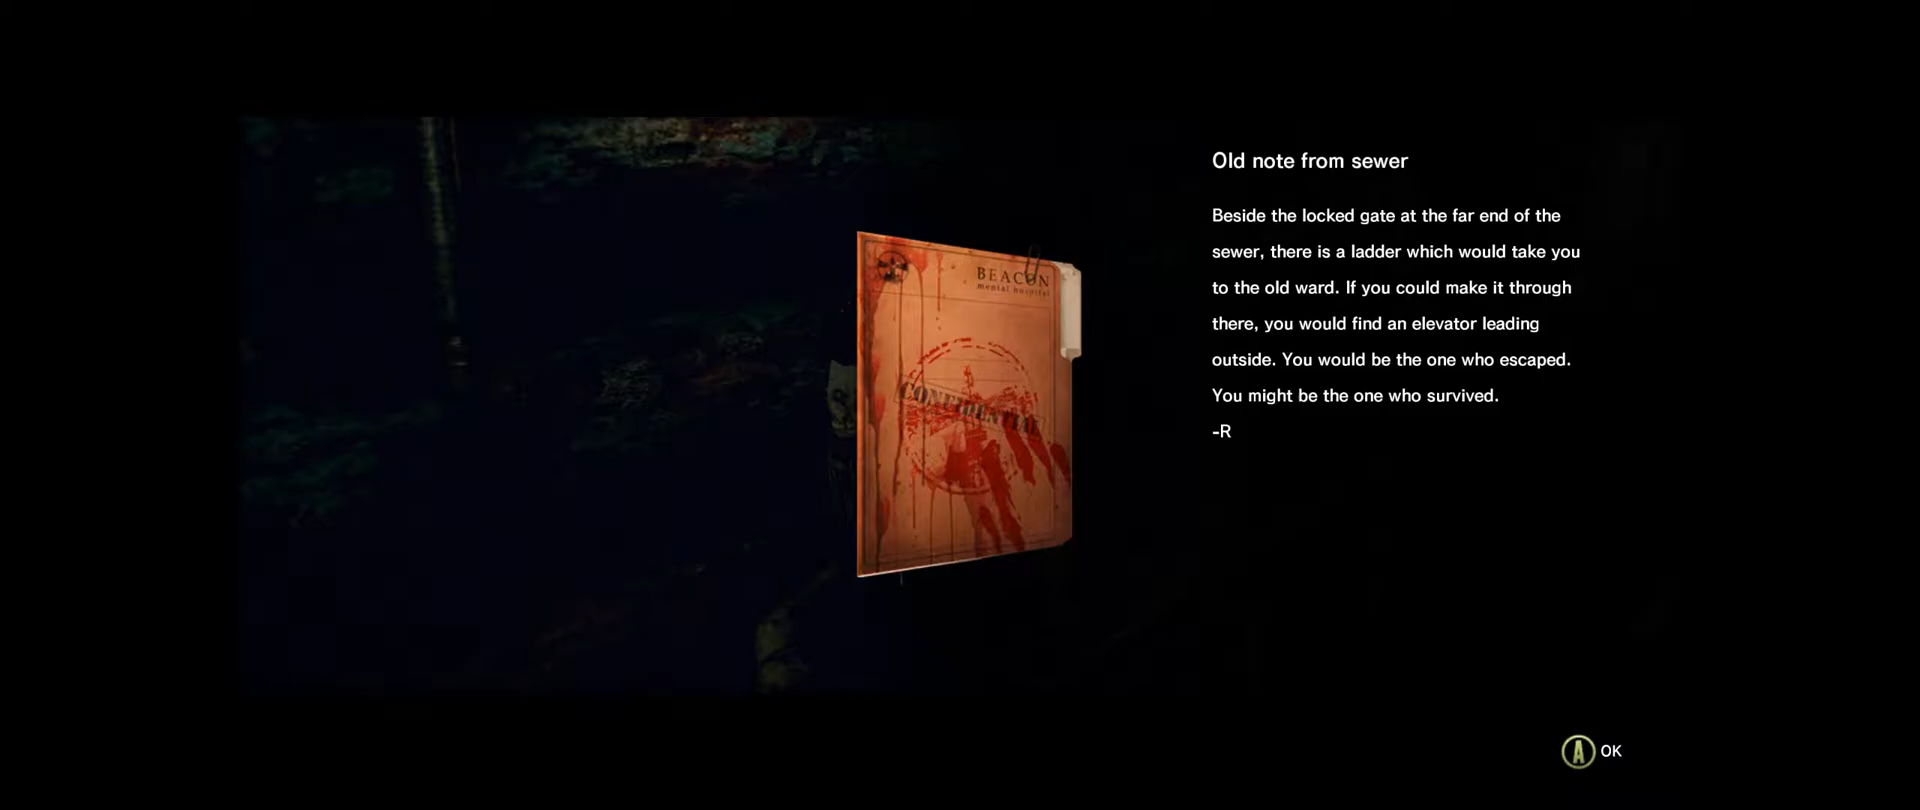 BEACON
mental hospital
CONFIDENTIAL
Old note from sewer
Beside the locked gate at the far end of the
sewer, there is a ladder which would take you
to the old ward. If you could make it through
there, you would find an elevator leading
outside. You would be the one who escaped.
You might be the one who survived.
-R
A OK